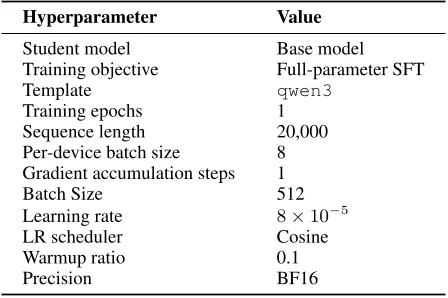 Hyperparameter Value
Student model Base model
Training objective Full-parameter SFT
Template qwen3
Training epochs 1
Sequence length 20,000
Per-device batch size 8
Gradient accumulation steps 1
Batch Size 512
Learning rate 8 × 10⁻⁵
LR scheduler Cosine
Warmup ratio 0.1
Precision BF16